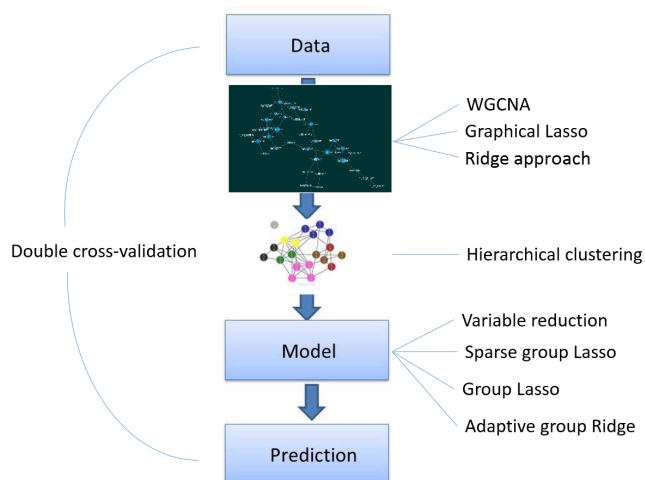 Data
WGCNA
Graphical Lasso
Ridge approach
Double cross-validation
Hierarchical clustering
Variable reduction
Model
Sparse group Lasso
Group Lasso
Adaptive group Ridge
Prediction